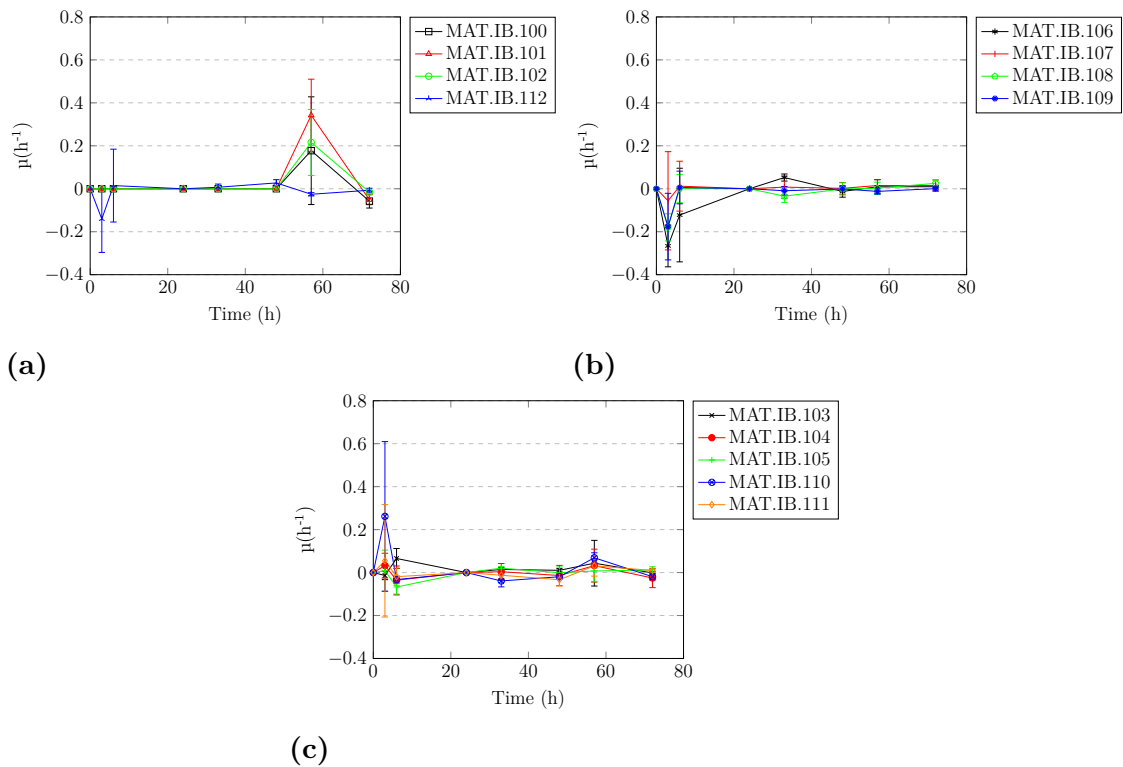 0.8
0.6
0.4
0.2
0
−0.2
−0.4
µ(h-1)
0 20 40 60 80
Time (h)
MAT.IB.100
MAT.IB.101
MAT.IB.102
MAT.IB.112
(a)
0.8
0.6
0.4
0.2
0
−0.2
−0.4
µ(h-1)
0 20 40 60 80
Time (h)
MAT.IB.106
MAT.IB.107
MAT.IB.108
MAT.IB.109
(b)
0.8
0.6
0.4
0.2
0
−0.2
−0.4
µ(h-1)
0 20 40 60 80
Time (h)
MAT.IB.103
MAT.IB.104
MAT.IB.105
MAT.IB.110
MAT.IB.111
(c)